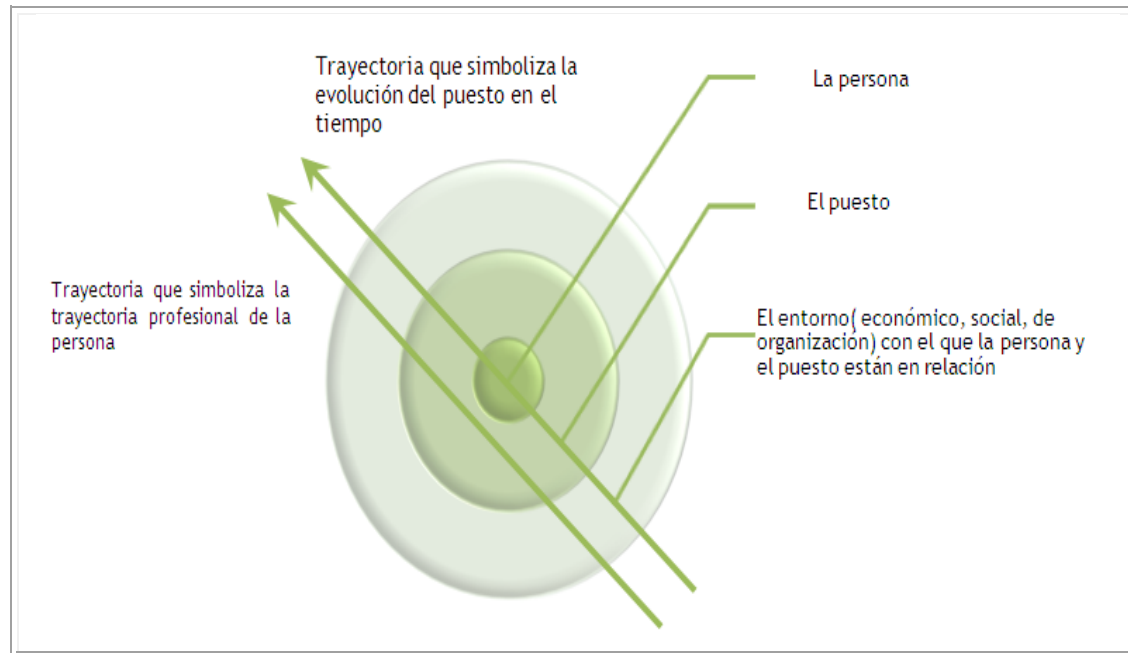 Trayectoria que simboliza la
evolución del puesto en el
tiempo
La persona
El puesto
Trayectoria que simboliza la
trayectoria profesional de la
persona
El entorno( económico, social, de
organización) con el que la persona y
el puesto están en relación